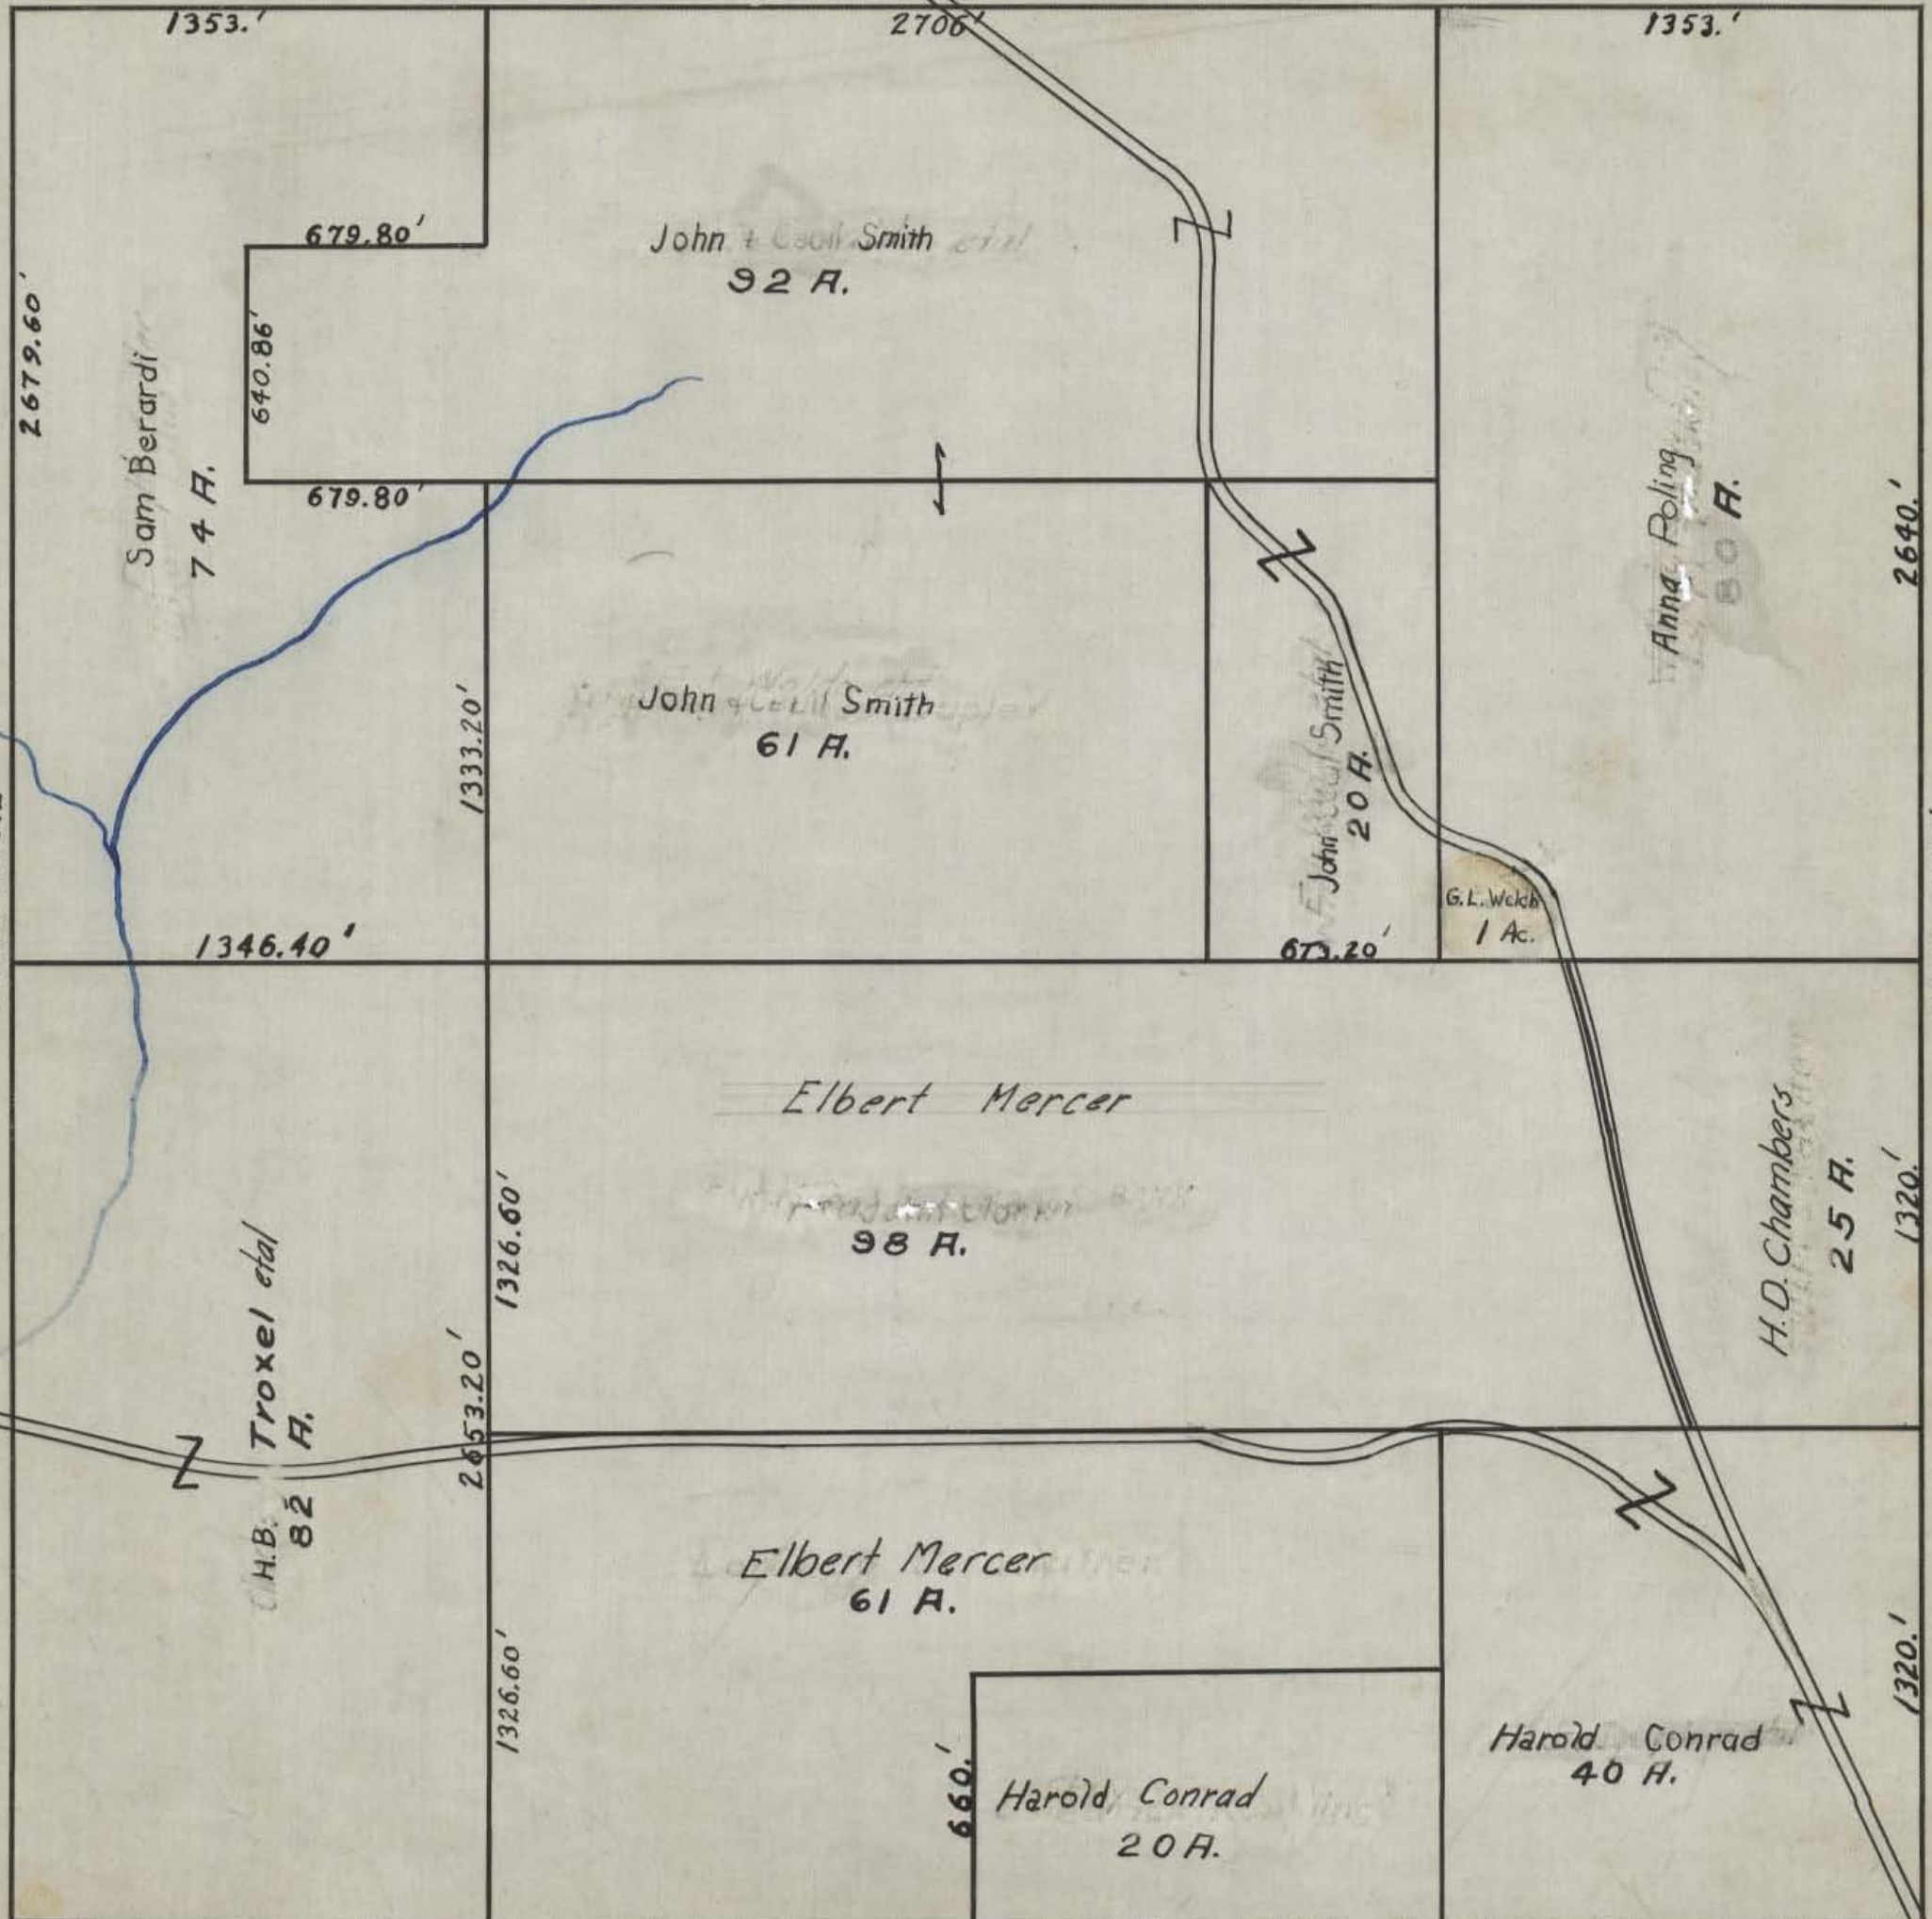 1353.'
2706'
1353.'
679.80'
John Smith
92 A.
2679.60'
640.86'
Sam Berardi
74 A.
679.80'
Anna Poling
80 A.
2640.'
1333.20'
John Smith
61 A.
John Smith
20 A.
G.L. Welch
1 Ac.
1346.40'
673.20'
Elbert Mercer
98 A.
1326.60'
H.D. Chambers
25 A.
1320.'
H.B. Troxel etal
82 A.
2653.20'
Elbert Mercer
61 A.
1326.60'
1320.'
660.'
Harold Conrad
20 A.
Harold Conrad
40 A.